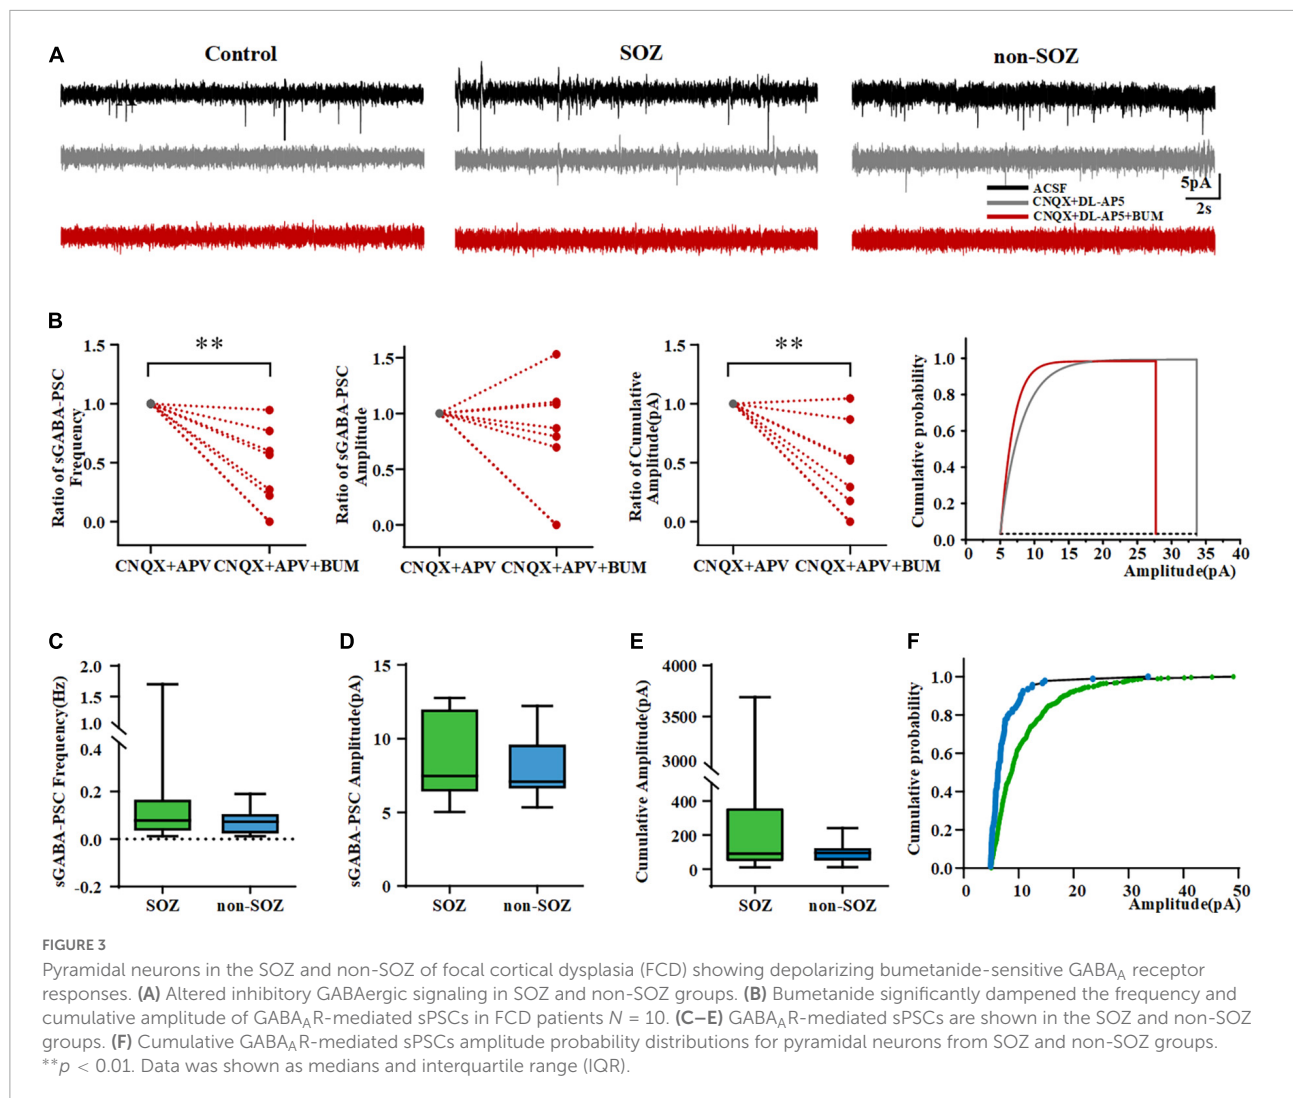 A
Control
SOZ
non-SOZ
5pA
2s
ACSF
CNQX+DL-AP5
CNQX+DL-AP5+BUM
B
Ratio of sGABA-PSC
Frequency
1.5
1.0
0.5
0.0
**
CNQX+APV
CNQX+APV+BUM
Ratio of sGABA-PSC
Amplitude
1.5
1.0
0.5
0.0
CNQX+APV
CNQX+APV+BUM
Ratio of Cumulative
Amplitude(pA)
1.5
1.0
0.5
0.0
**
CNQX+APV
CNQX+APV+BUM
Cumulative probability
1.0
0.8
0.6
0.4
0.2
0.0
0 5 10 15 20 25 30 35 40
Amplitude(pA)
C
sGABA-PSC Frequency(Hz)
2.0
1.5
1.0
0.4
0.2
0.0
-0.2
SOZ
non-SOZ
D
sGABA-PSC Amplitude(pA)
15
10
5
0
SOZ
non-SOZ
E
Cumulative Amplitude(pA)
4000
3500
3000
400
200
0
SOZ
non-SOZ
F
Cumulative probability
1.0
0.8
0.6
0.4
0.2
0.0
0 10 20 30 40 50
Amplitude(pA)
FIGURE 3
Pyramidal neurons in the SOZ and non-SOZ of focal cortical dysplasia (FCD) showing depolarizing bumetanide-sensitive GABAA receptor
responses. (A) Altered inhibitory GABAergic signaling in SOZ and non-SOZ groups. (B) Bumetanide significantly dampened the frequency and
cumulative amplitude of GABAAR-mediated sPSCs in FCD patients N = 10. (C–E) GABAAR-mediated sPSCs are shown in the SOZ and non-SOZ
groups. (F) Cumulative GABAAR-mediated sPSCs amplitude probability distributions for pyramidal neurons from SOZ and non-SOZ groups.
**p < 0.01. Data was shown as medians and interquartile range (IQR).